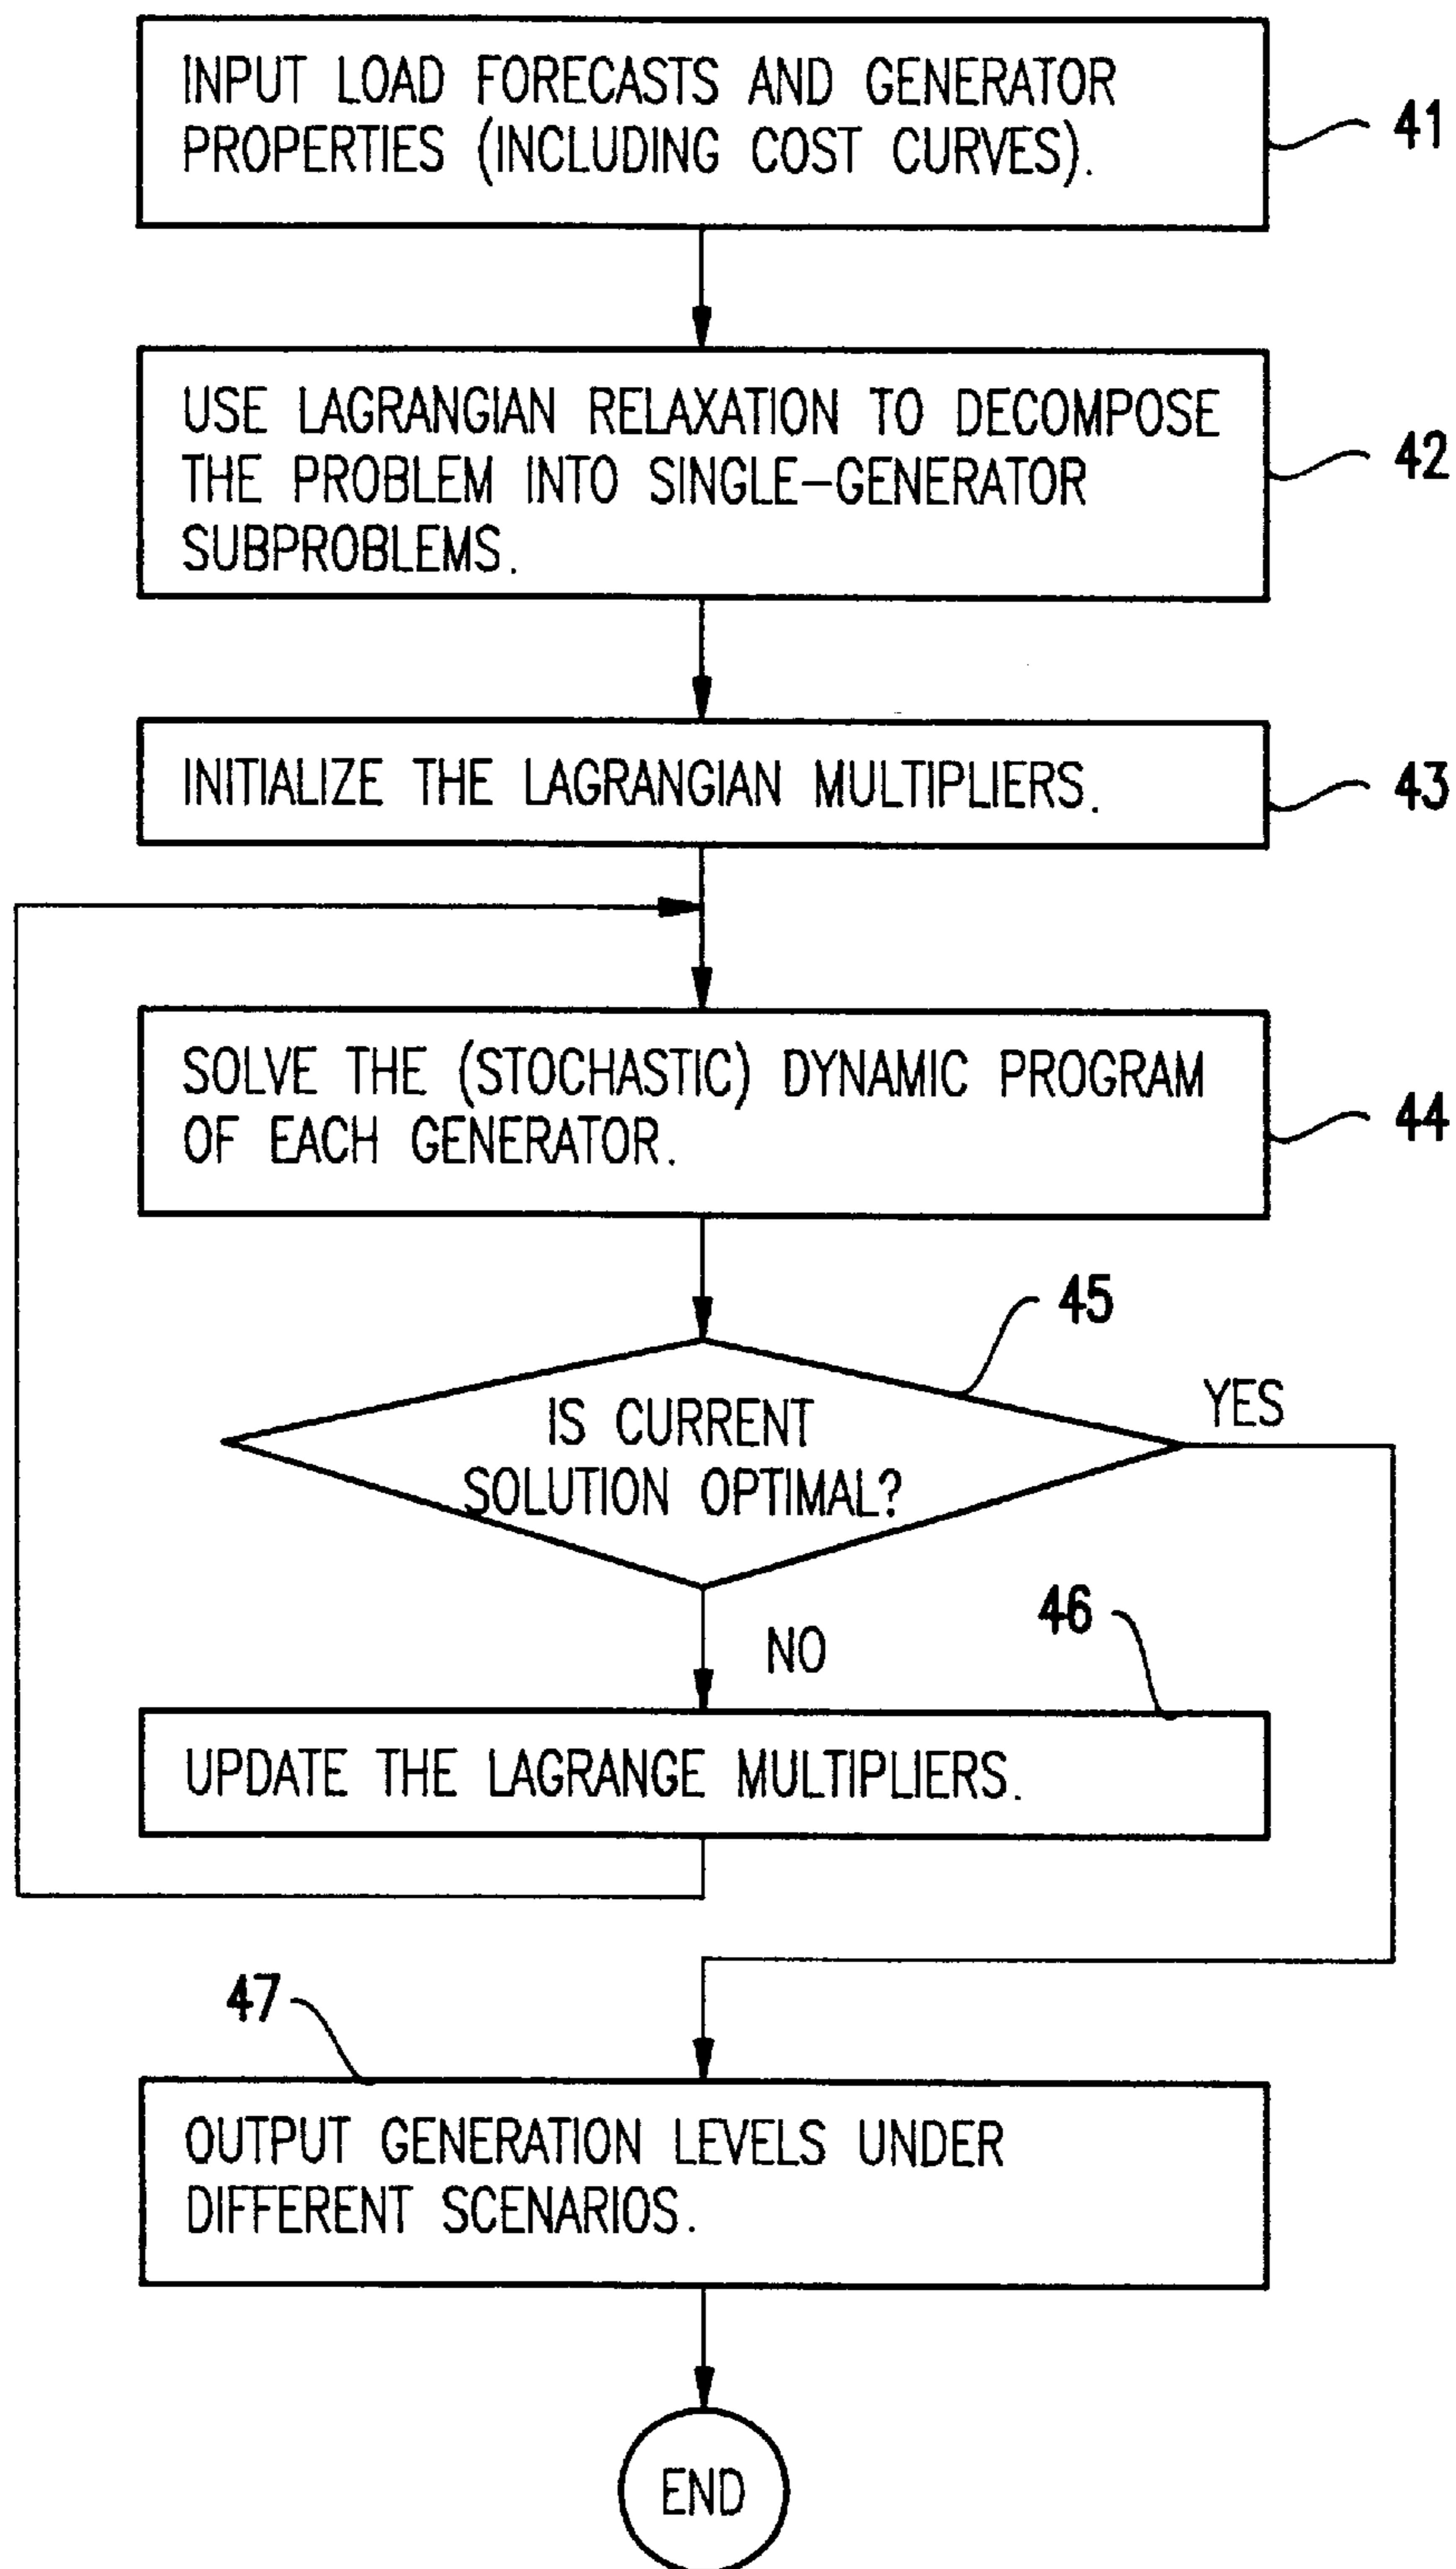 INPUT LOAD FORECASTS AND GENERATOR
PROPERTIES (INCLUDING COST CURVES).
41
USE LAGRANGIAN RELAXATION TO DECOMPOSE
THE PROBLEM INTO SINGLE-GENERATOR
SUBPROBLEMS.
42
INITIALIZE THE LAGRANGIAN MULTIPLIERS.
43
SOLVE THE (STOCHASTIC) DYNAMIC PROGRAM
OF EACH GENERATOR.
44
45
IS CURRENT
SOLUTION OPTIMAL?
YES
NO
46
UPDATE THE LAGRANGE MULTIPLIERS.
47
OUTPUT GENERATION LEVELS UNDER
DIFFERENT SCENARIOS.
END